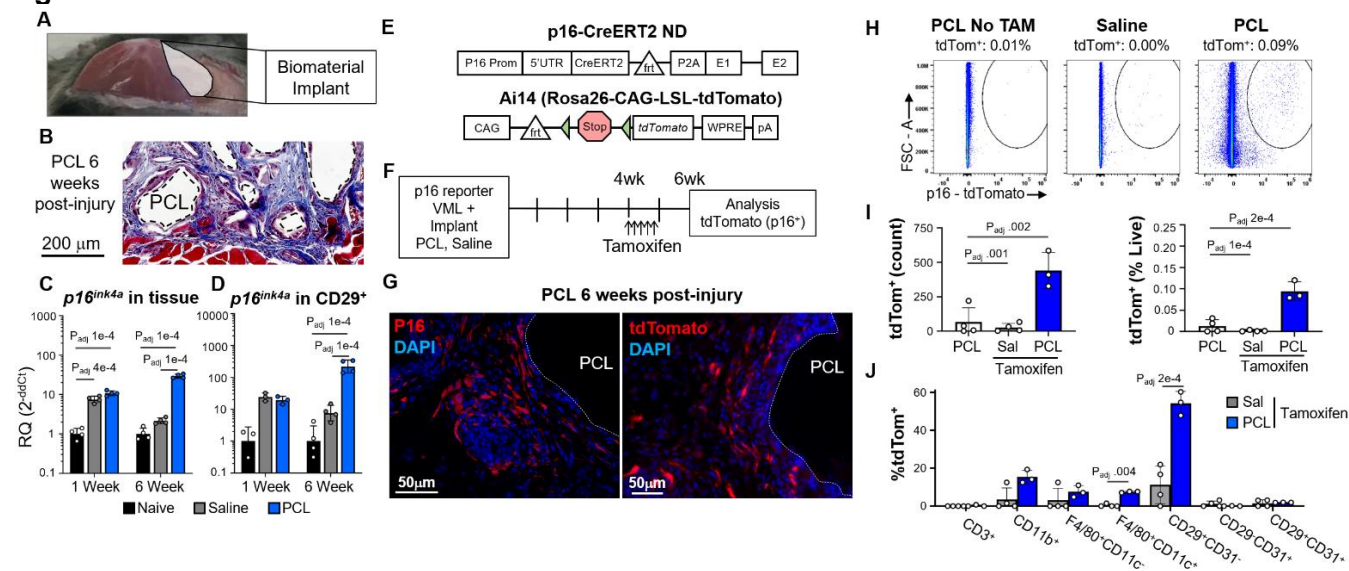 A
Biomaterial
Implant
B
PCL 6
weeks
post-injury
200 µm
PCL
C
p16ink4a in tissue
RQ (2-ddCt)
1000
100
10
1
0.1
Padj 1e-4
Padj 4e-4
Padj 1e-4
Padj 1e-4
1 Week
6 Week
D
p16ink4a in CD29+
10000
1000
100
10
1
0.1
Padj 1e-4
Padj 1e-4
1 Week
6 Week
Naive
Saline
PCL
E
p16-CreERT2 ND
P16 Prom
5'UTR
CreERT2
frt
P2A
E1
E2
Ai14 (Rosa26-CAG-LSL-tdTomato)
CAG
frt
Stop
tdTomato
WPRE
pA
F
p16 reporter
VML +
Implant
PCL, Saline
4wk
6wk
Tamoxifen
Analysis
tdTomato (p16+)
G
PCL 6 weeks post-injury
P16
DAPI
PCL
50µm
tdTomato
DAPI
PCL
50µm
H
PCL No TAM
tdTom+: 0.01%
Saline
tdTom+: 0.00%
PCL
tdTom+: 0.09%
FSC - A
1.0M
800K
600K
400K
200K
0
p16 - tdTomato
I
tdTom+ (count)
750
500
250
0
Padj .002
Padj .001
PCL
Sal
PCL
Tamoxifen
tdTom+ (% Live)
0.25
0.20
0.15
0.10
0.05
0.00
Padj 2e-4
Padj 1e-4
PCL
Sal
PCL
Tamoxifen
J
%tdTom+
60
40
20
0
Padj .004
Padj 2e-4
Sal
PCL
Tamoxifen
CD3+
CD11b+
F4/80+CD11c-
F4/80+CD11c+
CD29+CD31-
CD29-CD31+
CD29+CD31+